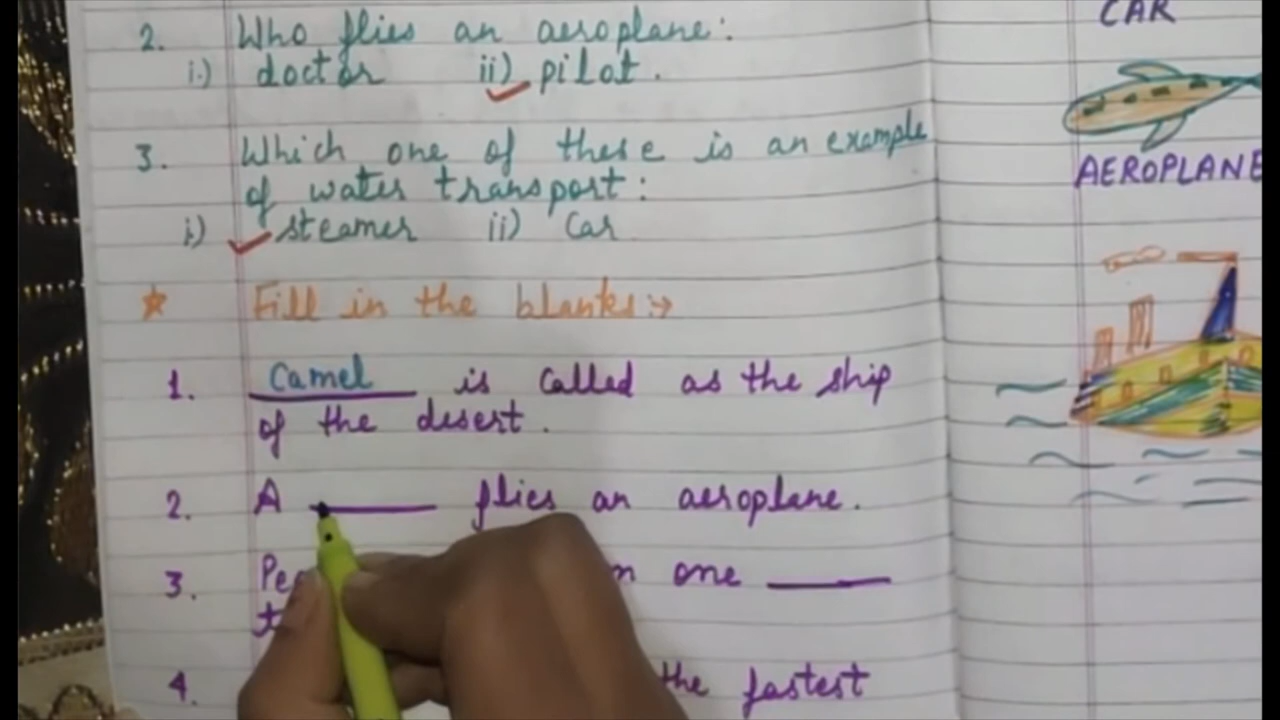 2. Who flies an aeroplane:
i.) doctor ii) pilot.
3. Which one of these is an example
of water transport:
i) steamer ii) Car
Fill in the blanks:→
1. Camel is called as the ship
of the desert.
2. A ______ flies an aeroplane.
3. one ______
4. the fastest
CAR
AEROPLANE